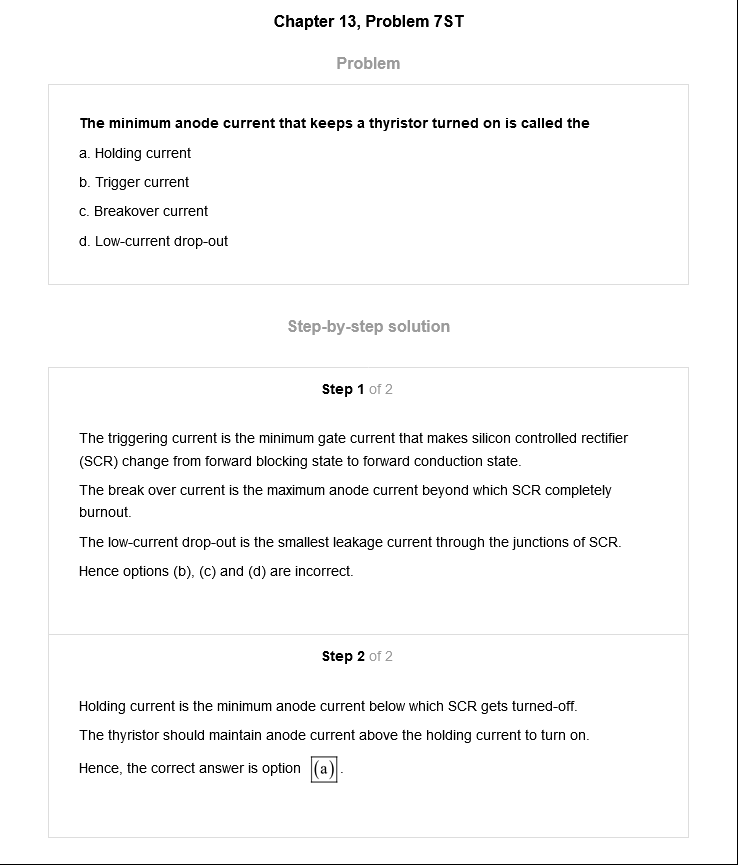 Chapter 13, Problem 7ST
Problem
The minimum anode current that keeps a thyristor turned on is called the
a. Holding current
b. Trigger current
c. Breakover current
d. Low-current drop-out
Step-by-step solution
Step 1 of 2
The triggering current is the minimum gate current that makes silicon controlled rectifier
(SCR) change from forward blocking state to forward conduction state.
The break over current is the maximum anode current beyond which SCR completely
burnout.
The low-current drop-out is the smallest leakage current through the junctions of SCR.
Hence options (b), (c) and (d) are incorrect.
Step 2 of 2
Holding current is the minimum anode current below which SCR gets turned-off.
The thyristor should maintain anode current above the holding current to turn on.
Hence, the correct answer is option (a).